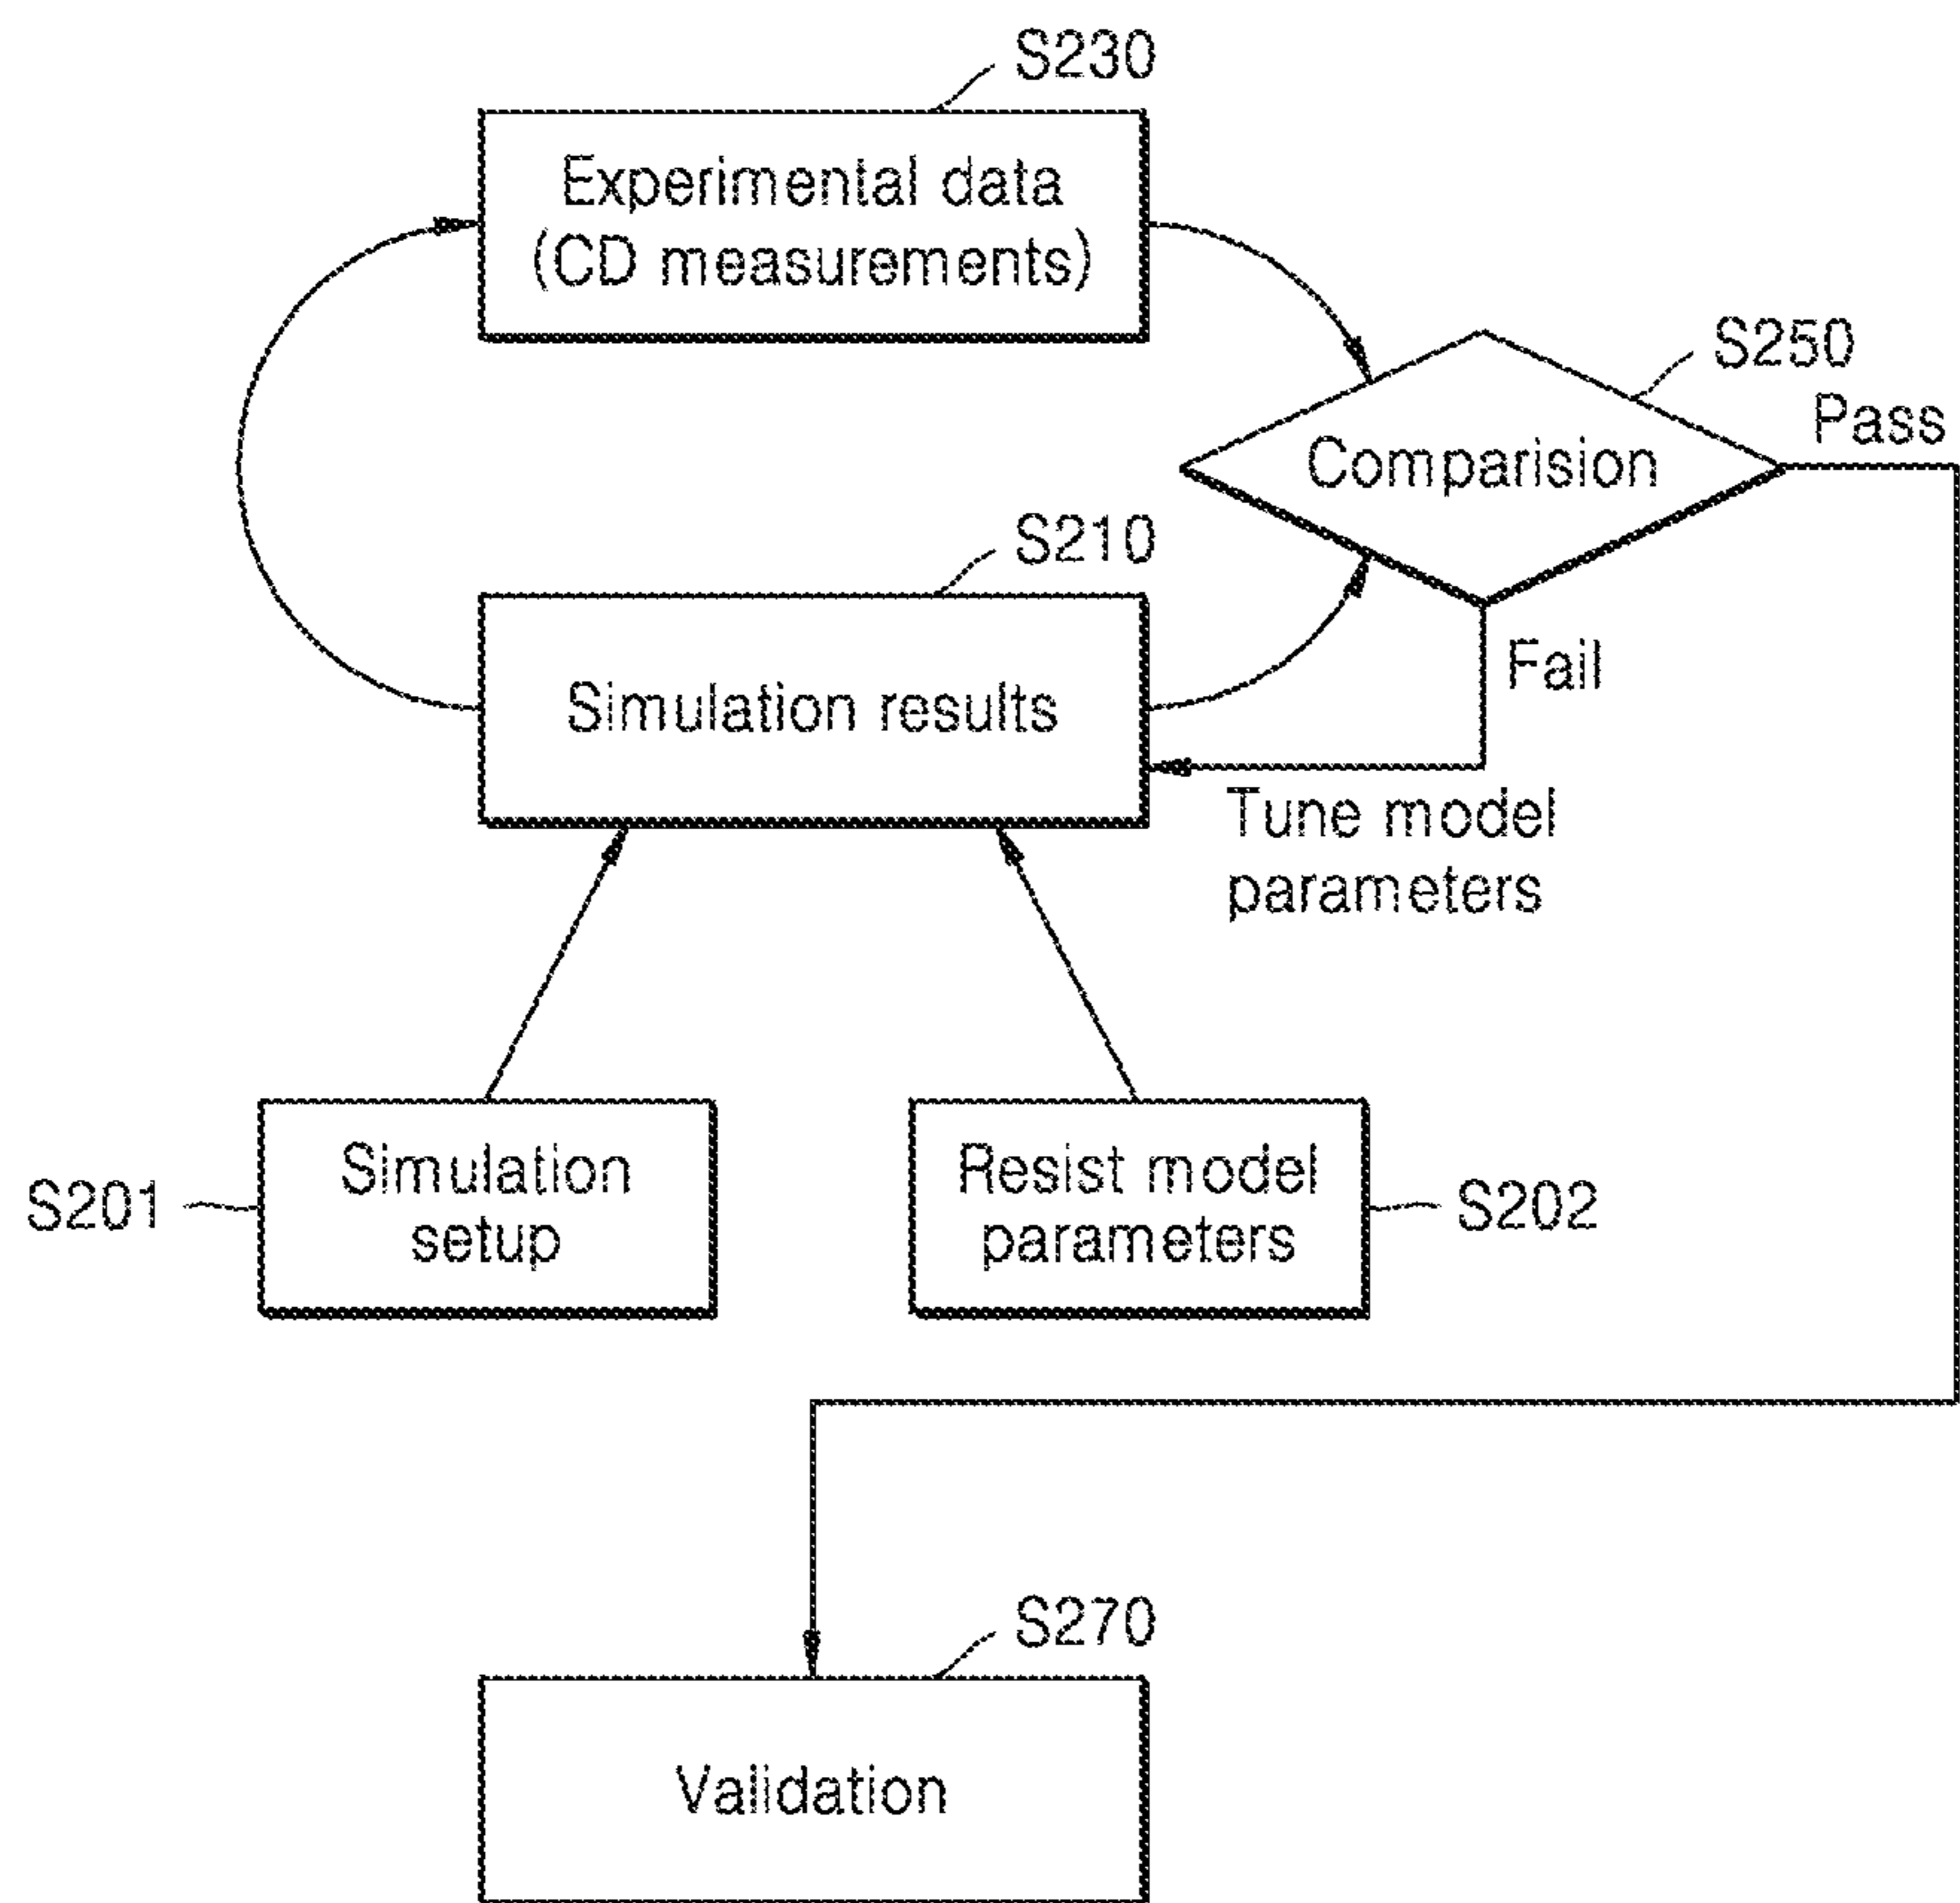 S230
Experimental data
(CD measurements)
S250
Pass
Comparision
S210
Simulation results
Fail
Tune model
parameters
S201
Simulation
setup
Resist model
parameters
S202
S270
Validation